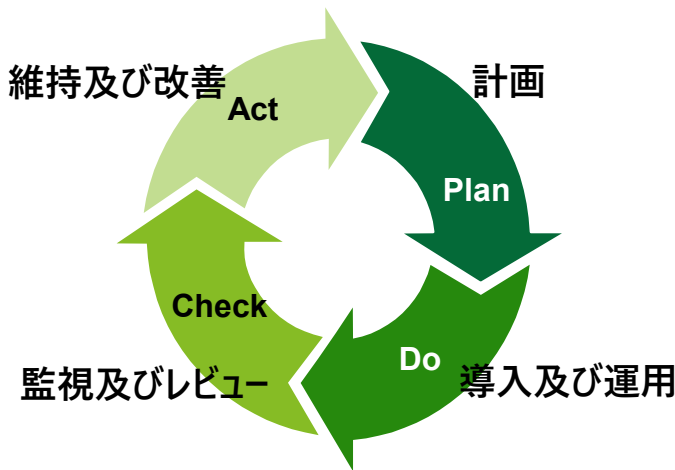 維持及び改善
Act
計画
Plan
Check
監視及びレビュー
Do
導入及び運用